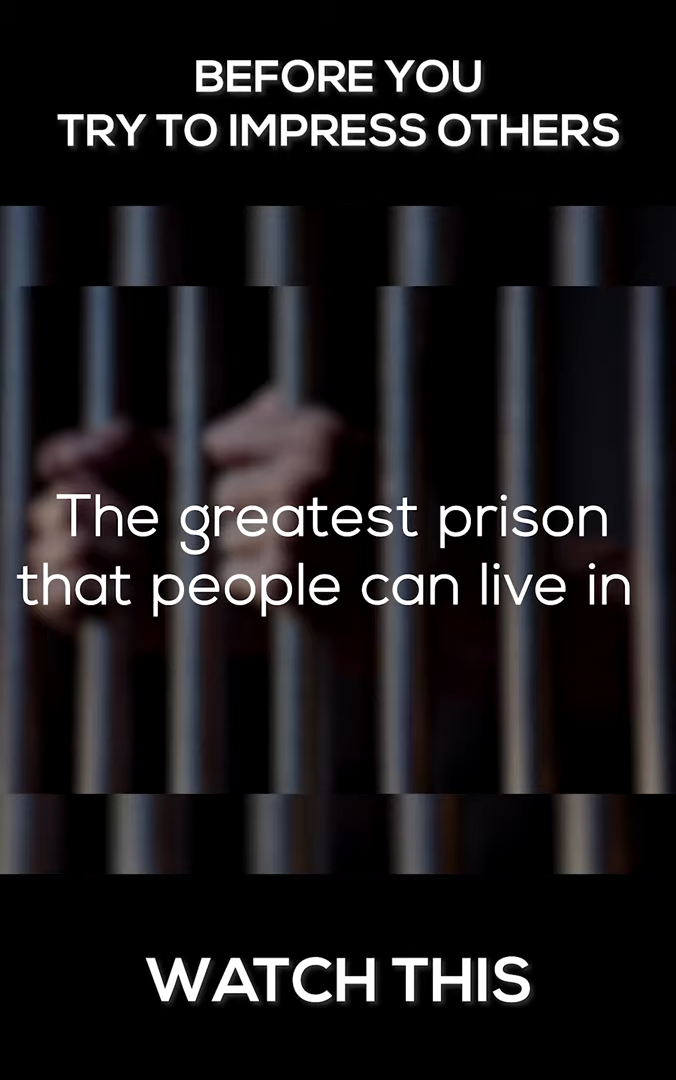 BEFORE YOU
TRY TO IMPRESS OTHERS
The greatest prison
that people can live in
WATCH THIS